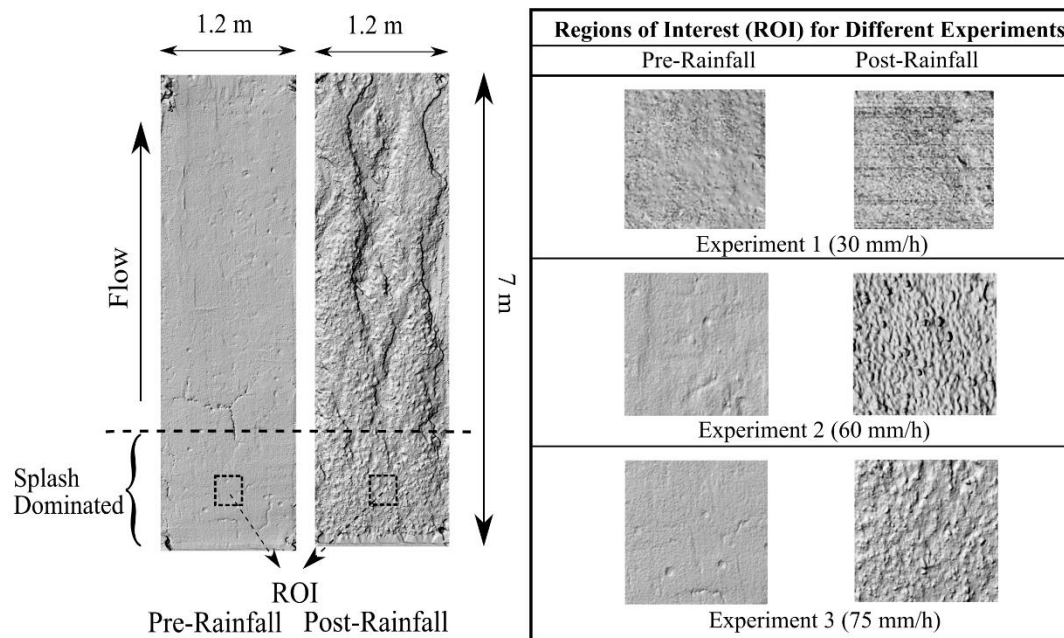 1.2 m
1.2 m
Flow
7 m
Splash
Dominated
ROI
Pre-Rainfall
Post-Rainfall
Regions of Interest (ROI) for Different Experiments
Pre-Rainfall
Post-Rainfall
Experiment 1 (30 mm/h)
Experiment 2 (60 mm/h)
Experiment 3 (75 mm/h)